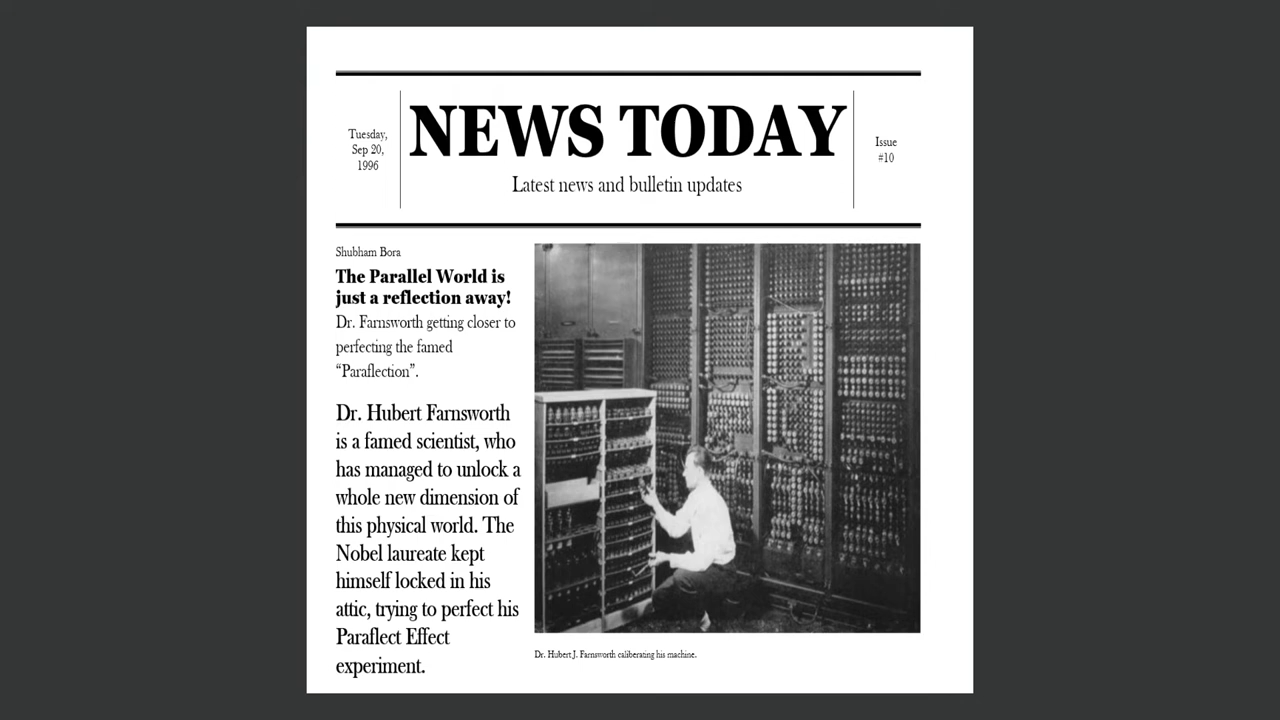 Tuesday,
Sep 20,
1996
NEWS TODAY
Latest news and bulletin updates
Issue
#10
Shubham Bora
The Parallel World is
just a reflection away!
Dr. Farnsworth getting closer to
perfecting the famed
“Paraflection”.
Dr. Hubert Farnsworth
is a famed scientist, who
has managed to unlock a
whole new dimension of
this physical world. The
Nobel laureate kept
himself locked in his
attic, trying to perfect his
Paraflect Effect
experiment.
Dr. Hubert J. Farnsworth caliberating his machine.